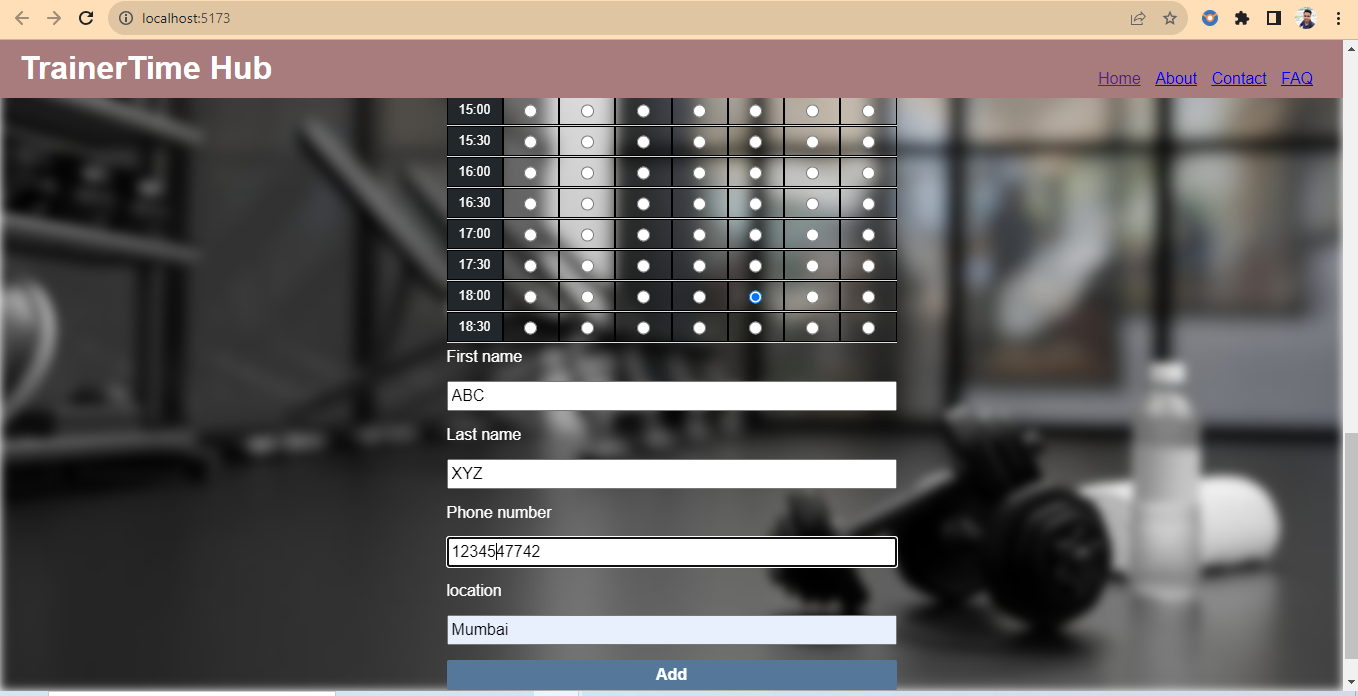 localhost:5173
TrainerTime Hub
Home About Contact FAQ
15:00
15:30
16:00
16:30
17:00
17:30
18:00
18:30
First name
ABC
Last name
XYZ
Phone number
1234547742
location
Mumbai
Add